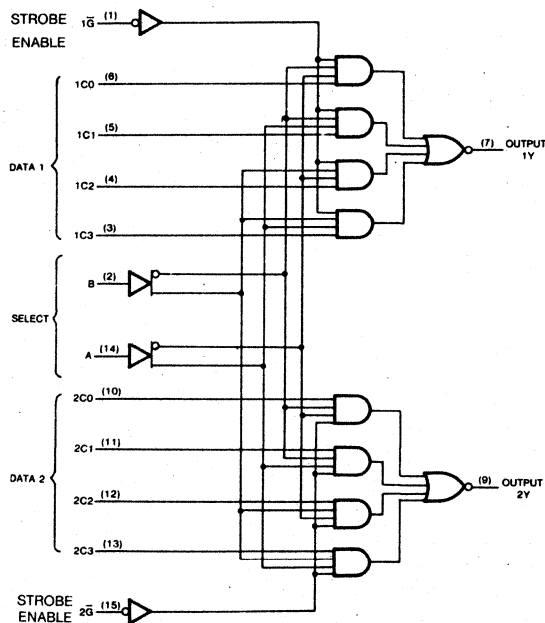 STROBE 1G̅ (1)
ENABLE
1C0 (6)
1C1 (5)
DATA 1
1C2 (4)
1C3 (3)
(7) OUTPUT
1Y
B (2)
SELECT
A (14)
2C0 (10)
2C1 (11)
DATA 2
2C2 (12)
2C3 (13)
(9) OUTPUT
2Y
STROBE 2G̅ (15)
ENABLE